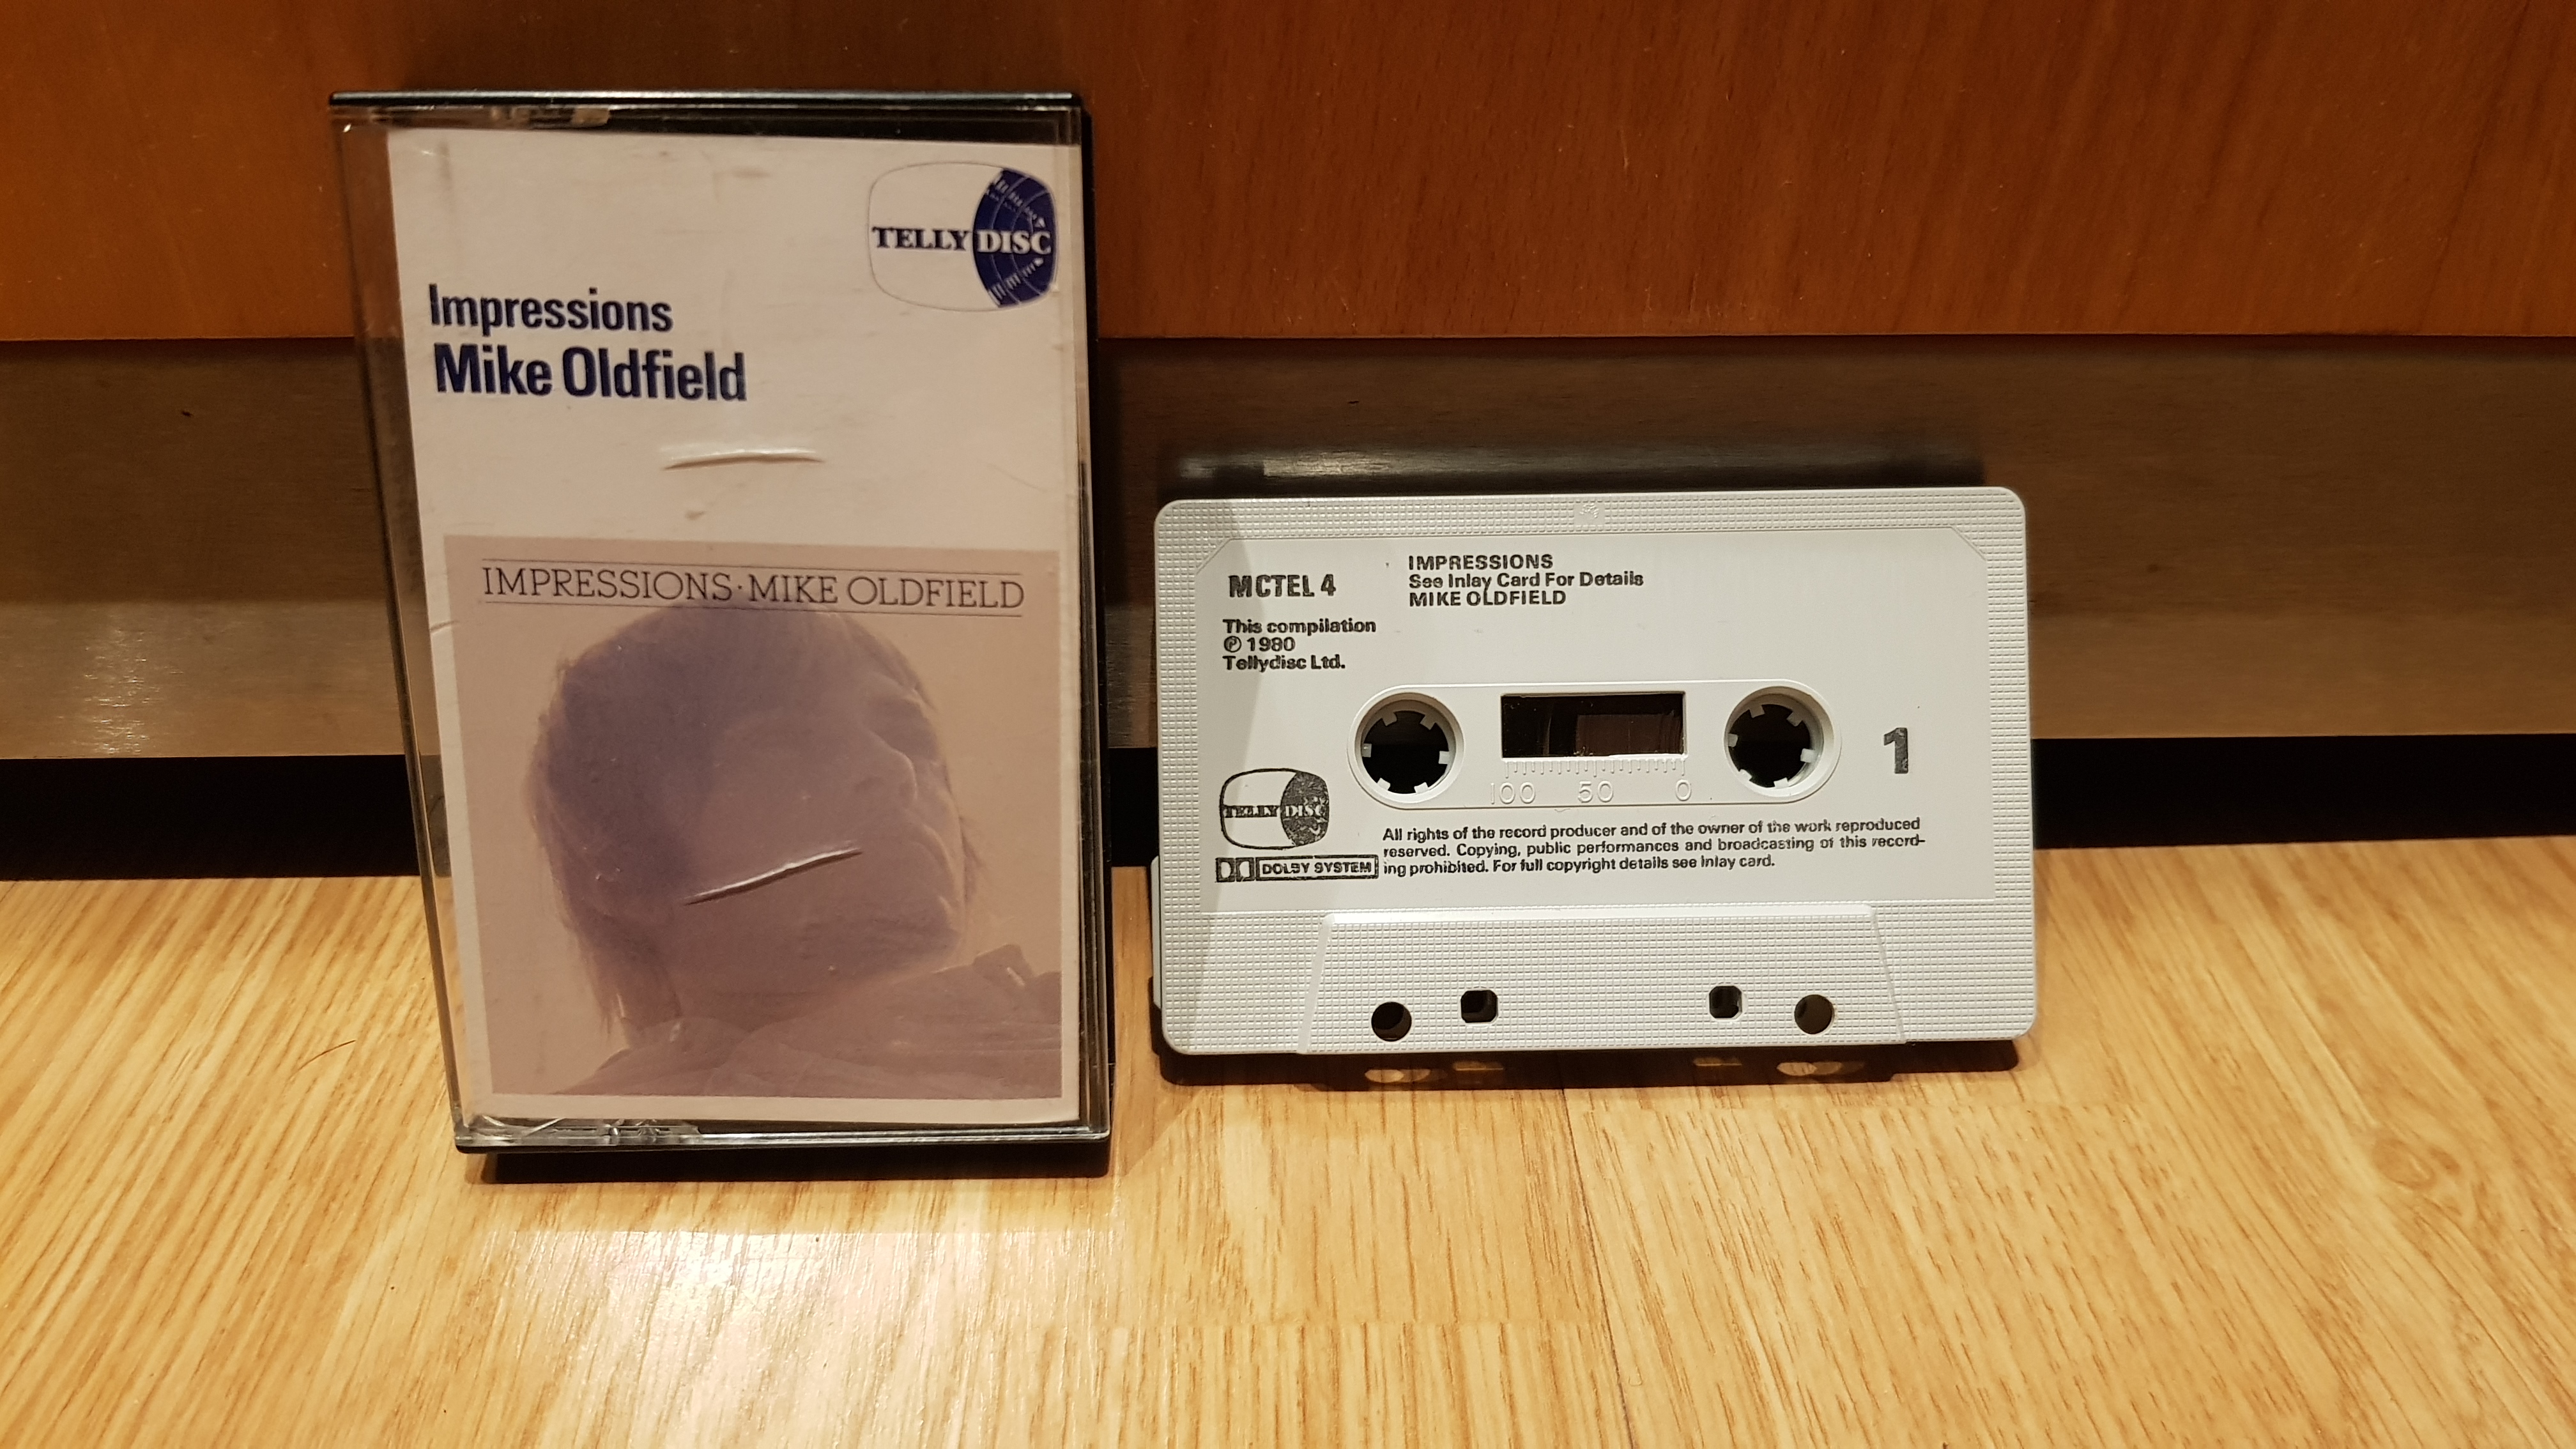 TELLY DISC
Impressions
Mike Oldfield
IMPRESSIONS · MIKE OLDFIELD
IMPRESSIONS
See Inlay Card For Details
MIKE OLDFIELD
MCTEL 4
This compilation
℗ 1980
Tellydisc Ltd.
1
100 50 0
TELLY DISC
DOLBY SYSTEM
All rights of the record producer and of the owner of the work reproduced
reserved. Copying, public performances and broadcasting of this record-
ing prohibited. For full copyright details see inlay card.